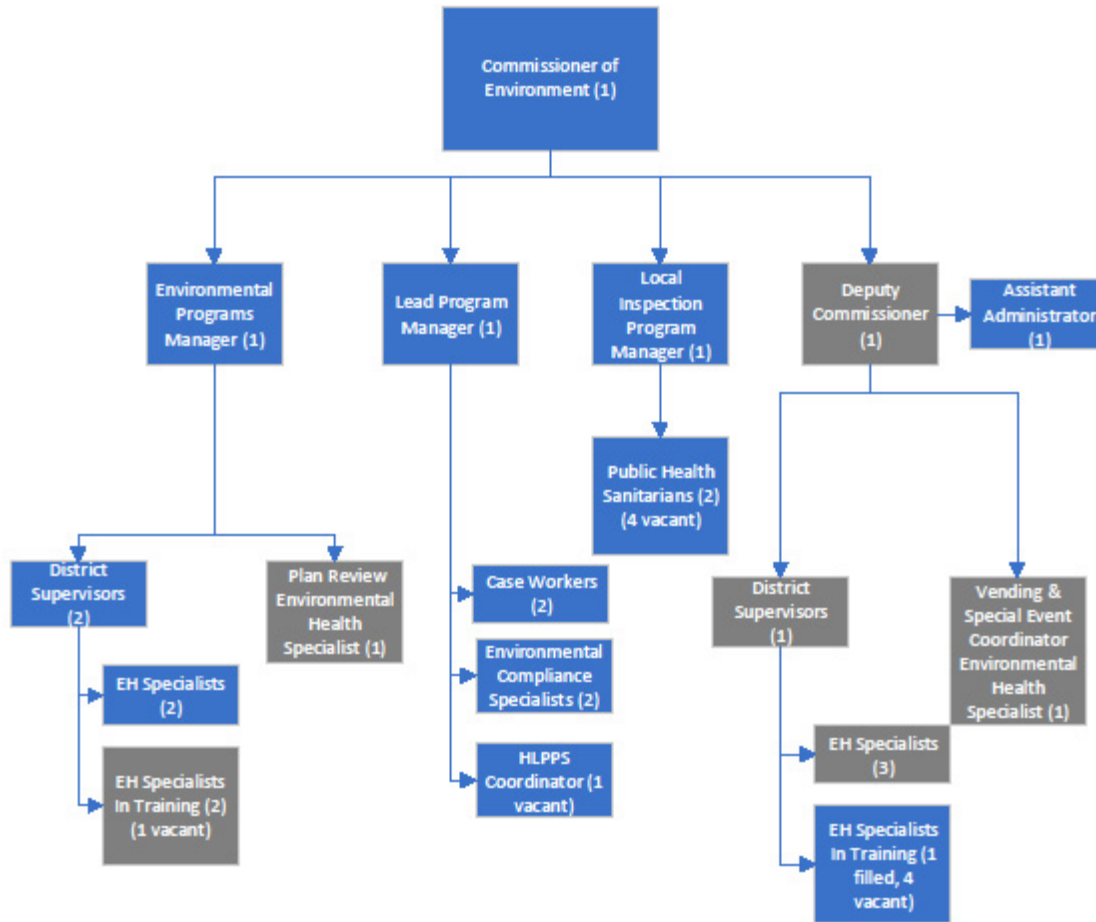 Commissioner of
Environment (1)
Environmental
Programs
Manager (1)
Lead Program
Manager (1)
Local
Inspection
Program
Manager (1)
Deputy
Commissioner
(1)
Assistant
Administrator
(1)
Public Health
Sanitarians (2)
(4 vacant)
District
Supervisors
(2)
Plan Review
Environmental
Health
Specialist (1)
Case Workers
(2)
District
Supervisors
(1)
Vending &
Special Event
Coordinator
Environmental
Health
Specialist (1)
EH Specialists
(2)
Environmental
Compliance
Specialists (2)
EH Specialists
In Training (2)
(1 vacant)
HLPPS
Coordinator (1
vacant)
EH Specialists
(3)
EH Specialists
In Training (1
filled, 4
vacant)